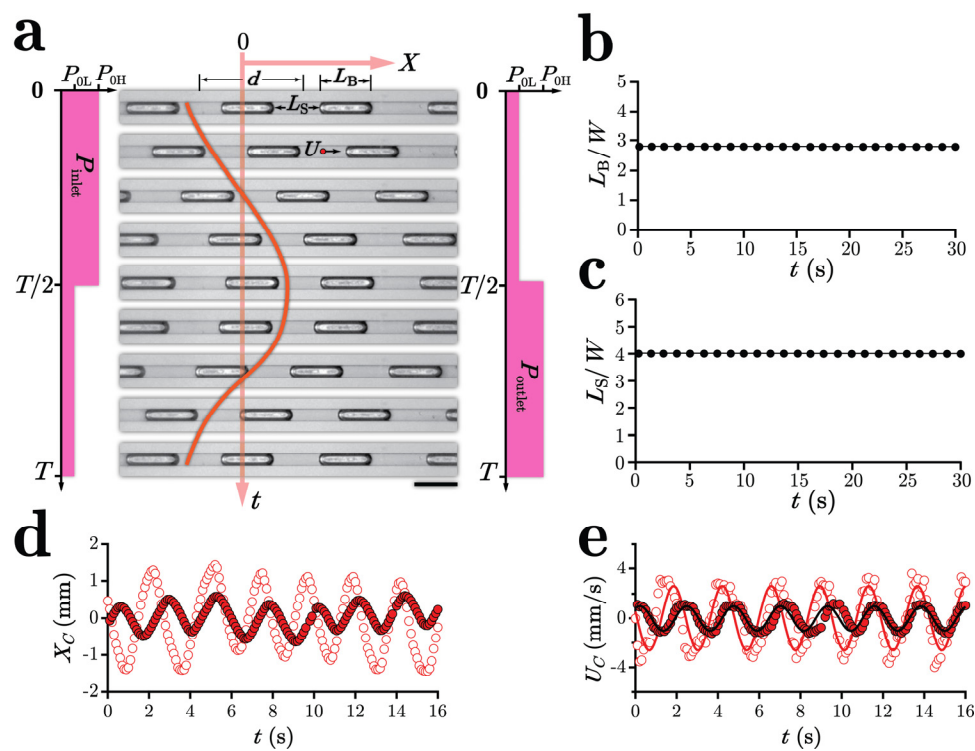 a
0
X
P0L P0H
0
d
LB
LS
U
Pinlet
T/2
T
t
P0L P0H
0
T/2
Poutlet
T
b
5
4
3
2
1
0
LB/W
0 5 10 15 20 25 30
t (s)
c
6
5
4
3
2
1
0
LS/W
0 5 10 15 20 25 30
t (s)
d
2
1
0
-1
-2
XC (mm)
0 2 4 6 8 10 12 14 16
t (s)
e
4
2
0
-2
-4
UC (mm/s)
0 2 4 6 8 10 12 14 16
t (s)